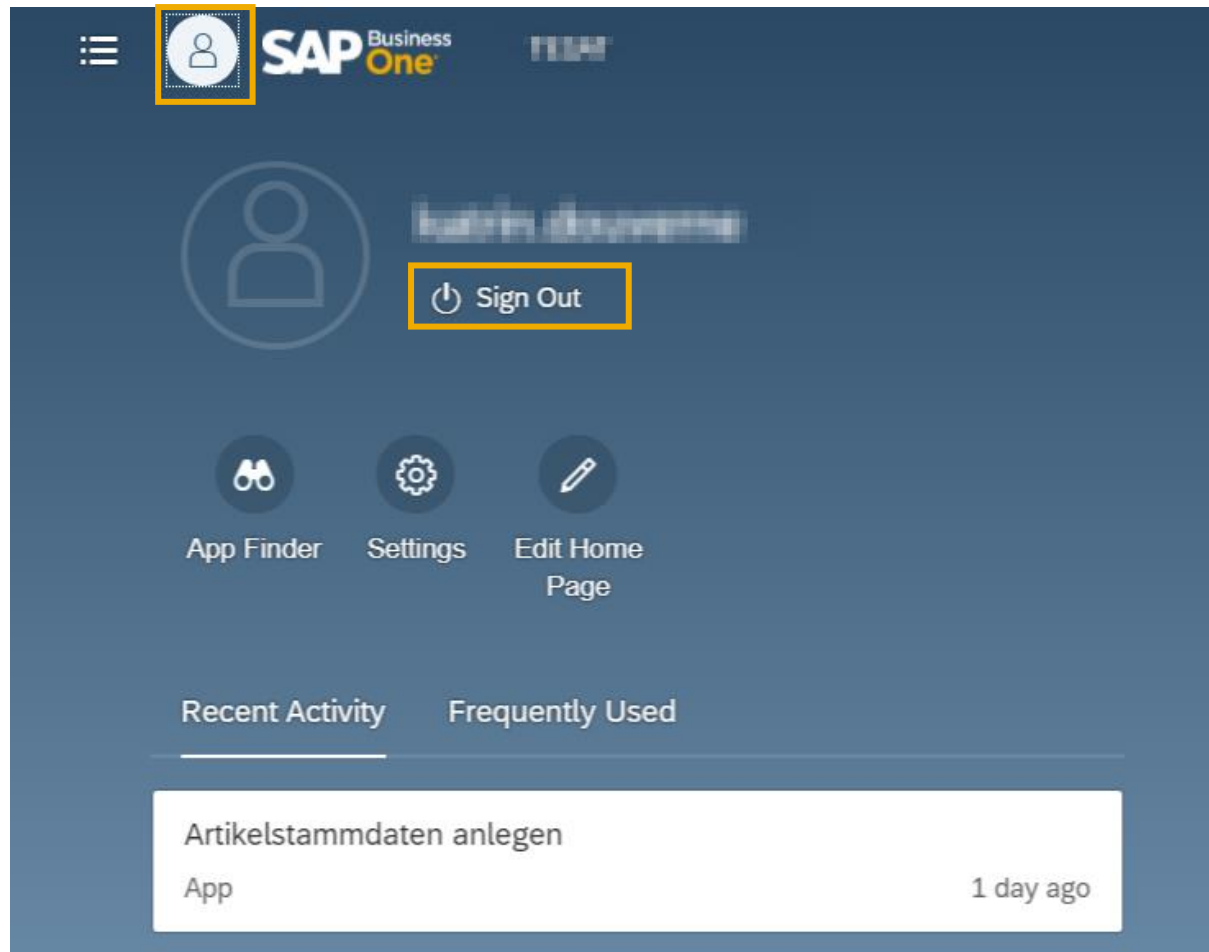 SAP Business One
Sign Out
App Finder
Settings
Edit Home
Page
Recent Activity
Frequently Used
Artikelstammdaten anlegen
App
1 day ago